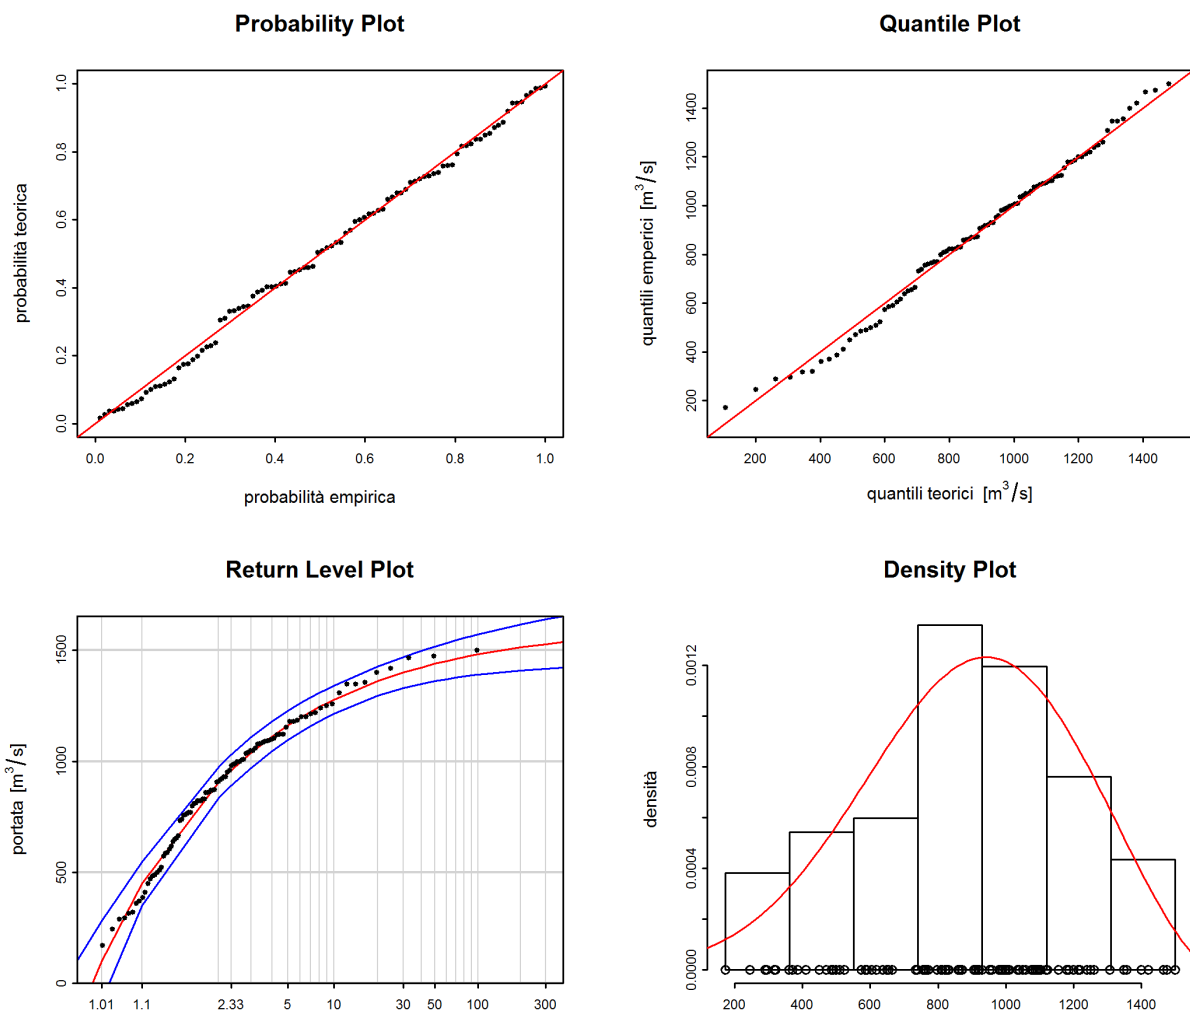 Probability Plot
probabilità teorica
1.0
0.8
0.6
0.4
0.2
0.0
0.0 0.2 0.4 0.6 0.8 1.0
probabilità empirica
Quantile Plot
quantili emperici [m³/s]
1400
1200
1000
800
600
400
200
200 400 600 800 1000 1200 1400
quantili teorici [m³/s]
Return Level Plot
portata [m³/s]
1500
1000
500
0
1.01 1.1 2.33 5 10 30 50 100 300
Density Plot
densità
0.0012
0.0008
0.0004
0.0000
200 400 600 800 1000 1200 1400